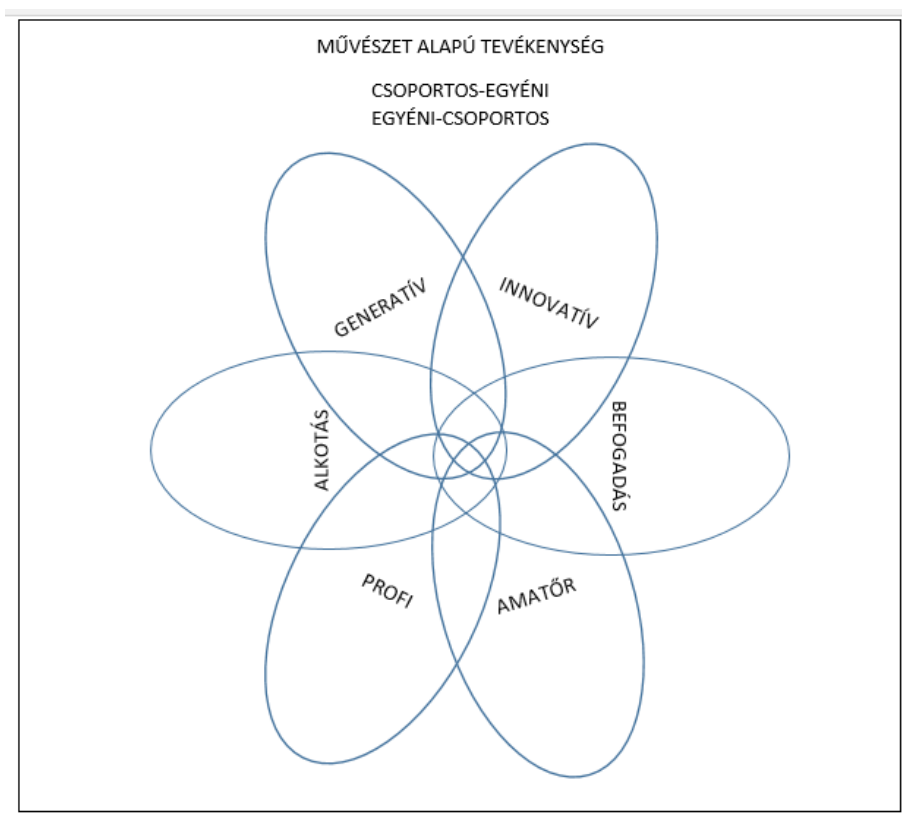 MŰVÉSZET ALAPÚ TEVÉKENYSÉG
CSOPORTOS-EGYÉNI
EGYÉNI-CSOPORTOS
GENERATÍV
INNOVATÍV
ALKOTÁS
BEFOGADÁS
PROFI
AMATŐR